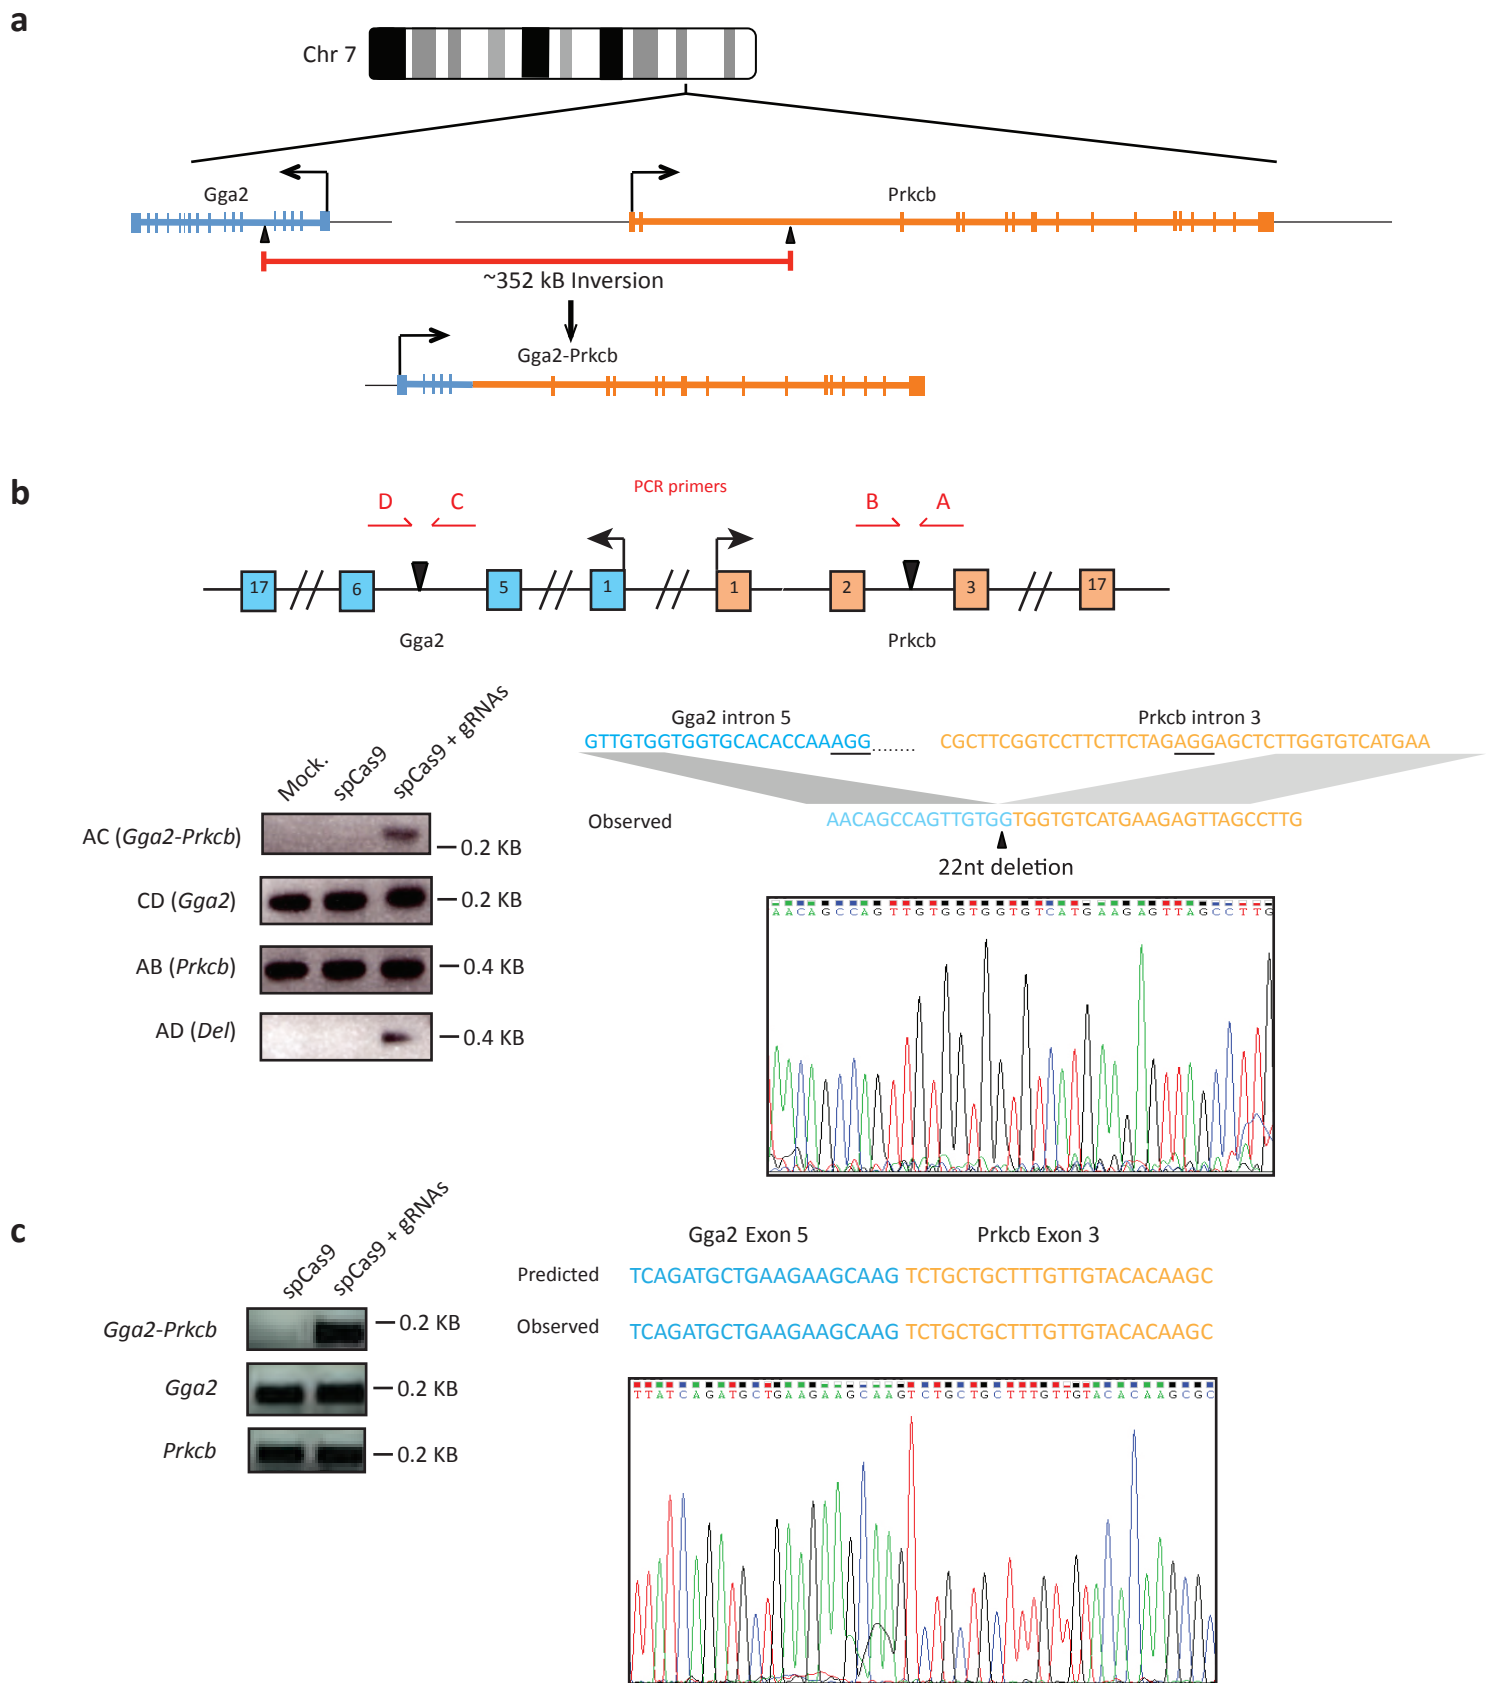 a
Chr 7
Gga2
Prkcb
~352 kB Inversion
Gga2-Prkcb
b
PCR primers
D C B A
17 6 5 1 1 2 3 17
Gga2
Prkcb
Mock.
spCas9
spCas9 + gRNAs
AC (Gga2-Prkcb)
0.2 KB
CD (Gga2)
0.2 KB
AB (Prkcb)
0.4 KB
AD (Del)
0.4 KB
Gga2 intron 5
Prkcb intron 3
GTTGTGGTGGTGCACACCAAAGG........ CGCTTCGGTCCTTCTTCTAGAGGAGCTCTTGGTGTCATGAA
Observed
AACAGCCAGTTGTGGTGGTGTCATGAAGAGTTAGCCTTG
22nt deletion
AACAGCCAGTTGTGGTGGTGTCATGAAGAGTTAGCCTTG
c
spCas9
spCas9 + gRNAs
Gga2-Prkcb
0.2 KB
Gga2
0.2 KB
Prkcb
0.2 KB
Gga2 Exon 5
Prkcb Exon 3
Predicted
TCAGATGCTGAAGAAGCAAG TCTGCTGCTTTGTTGTACACAAGC
Observed
TCAGATGCTGAAGAAGCAAG TCTGCTGCTTTGTTGTACACAAGC
TTATCAGATGCTGAAGAAGCAAGTCTGCTGCTTTGTTGTACACAAGCGC